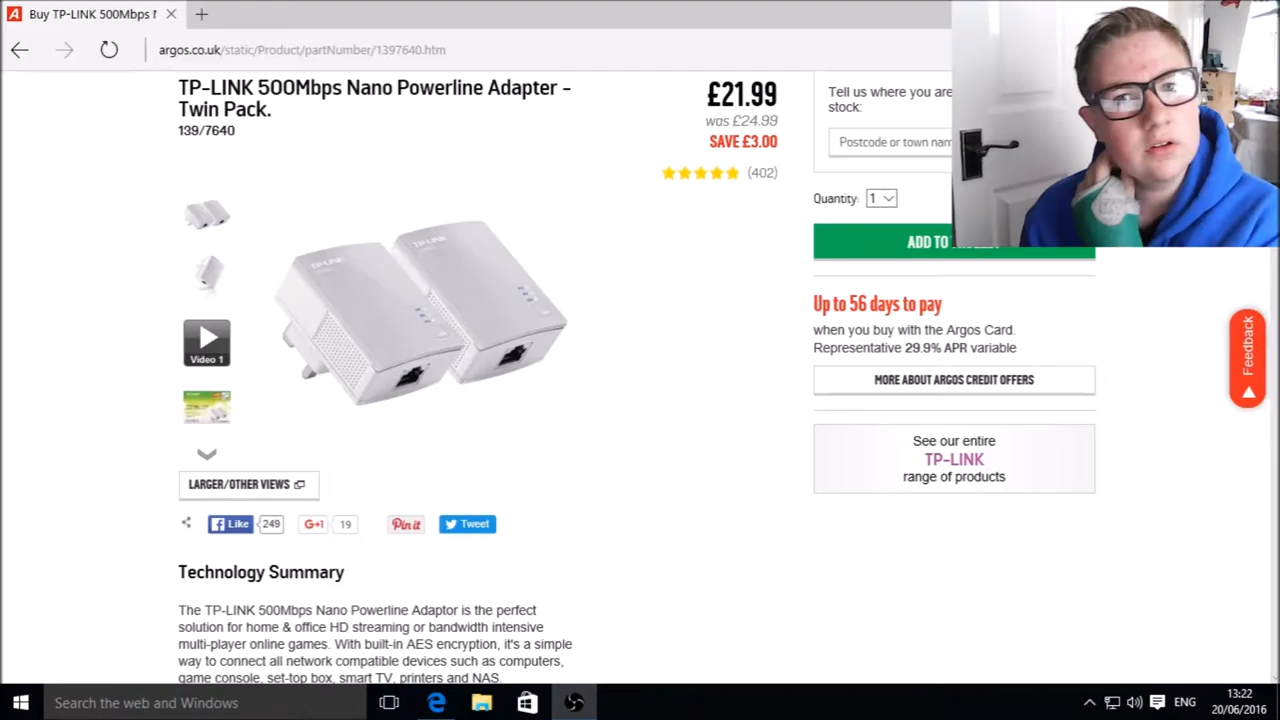 Buy TP-LINK 500Mbps N
argos.co.uk/static/Product/partNumber/1397640.htm
TP-LINK 500Mbps Nano Powerline Adapter -
Twin Pack.
139/7640
£21.99
was £24.99
SAVE £3.00
(402)
Tell us where you are
stock:
Postcode or town nam
Quantity: 1
ADD TO
Up to 56 days to pay
when you buy with the Argos Card.
Representative 29.9% APR variable
MORE ABOUT ARGOS CREDIT OFFERS
See our entire
TP-LINK
range of products
Feedback
TP-LINK
TP-LINK
Video 1
LARGER/OTHER VIEWS
Like 249 G+1 19 Pin it Tweet
Technology Summary
The TP-LINK 500Mbps Nano Powerline Adaptor is the perfect
solution for home & office HD streaming or bandwidth intensive
multi-player online games. With built-in AES encryption, it's a simple
way to connect all network compatible devices such as computers,
game console, set-top box, smart TV, printers and NAS.
Search the web and Windows
ENG
13:22
20/06/2016